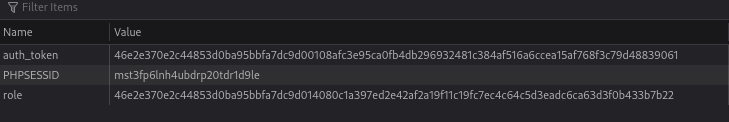 Filter Items
Name Value
auth_token 46e2e370e2c44853d0ba95bbfa7dc9d00108afc3e95ca0fb4db296932481c384af516a6ccea15af768f3c79d48839061
PHPSESSID mst3fp6lnh4ubdrp20tdr1d9le
role 46e2e370e2c44853d0ba95bbfa7dc9d014080c1a397ed2e42af2a19f11c19fc7ec4c64c5d3eadc6ca63d3f0b433b7b22